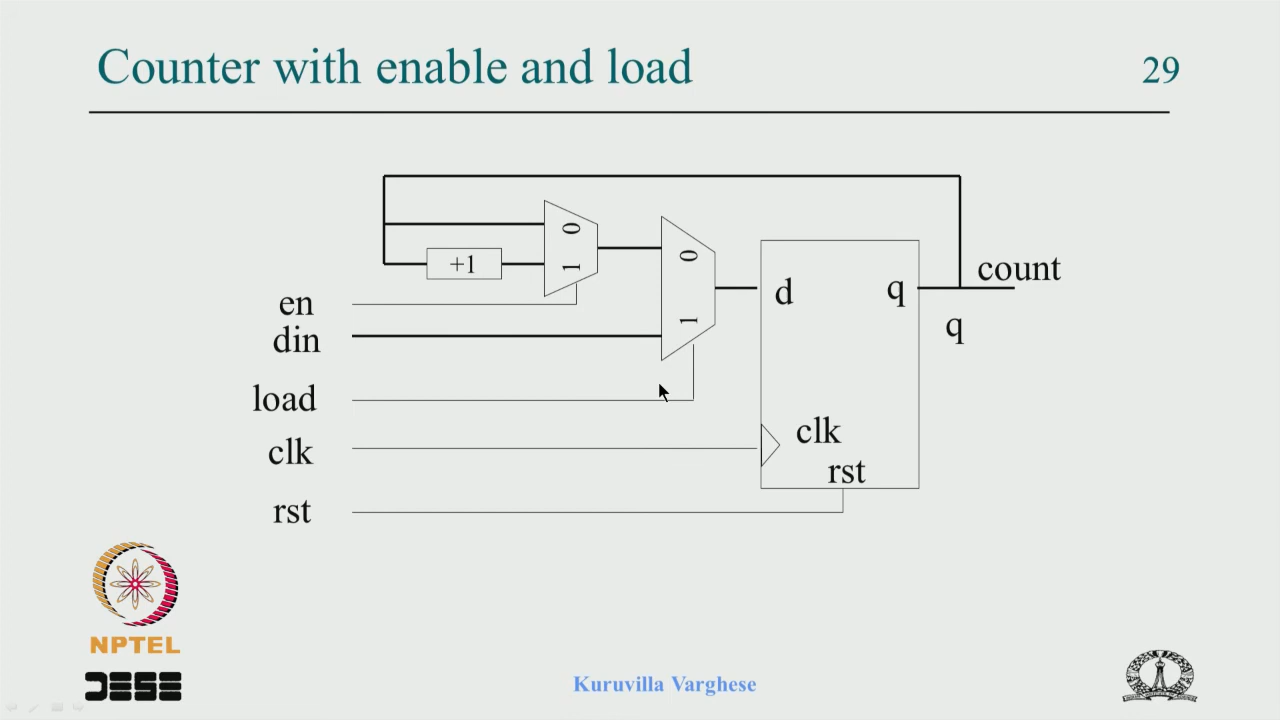 Counter with enable and load
29
0
+1
1
0
1
en
din
load
clk
rst
d
q
count
q
clk
rst
NPTEL
DESE
Kuruvilla Varghese